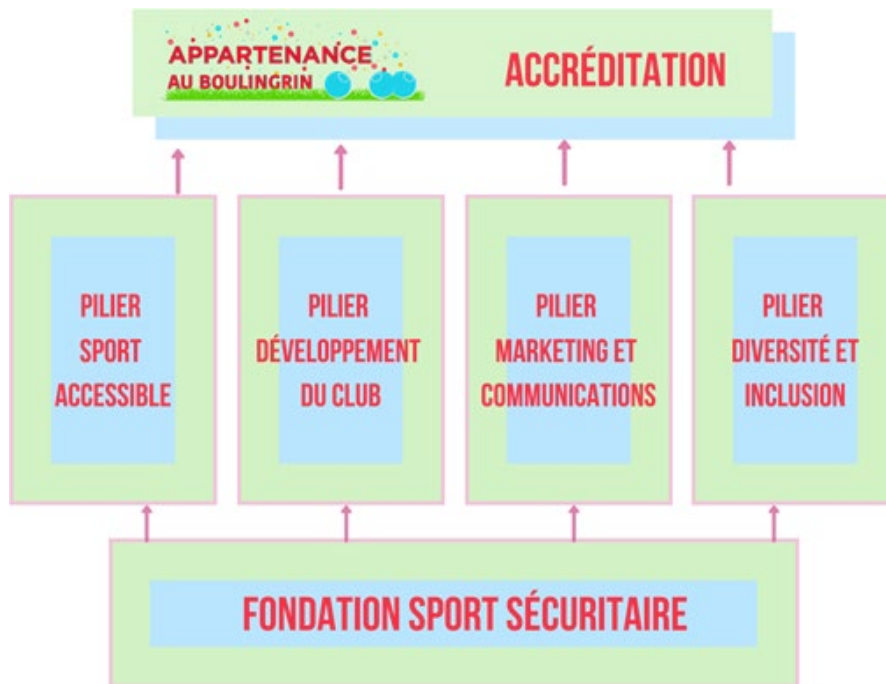 APPARTENANCE
AU BOULINGRIN
ACCRÉDITATION
PILIER
SPORT
ACCESSIBLE
PILIER
DÉVELOPPEMENT
DU CLUB
PILIER
MARKETING ET
COMMUNICATIONS
PILIER
DIVERSITÉ ET
INCLUSION
FONDATION SPORT SÉCURITAIRE